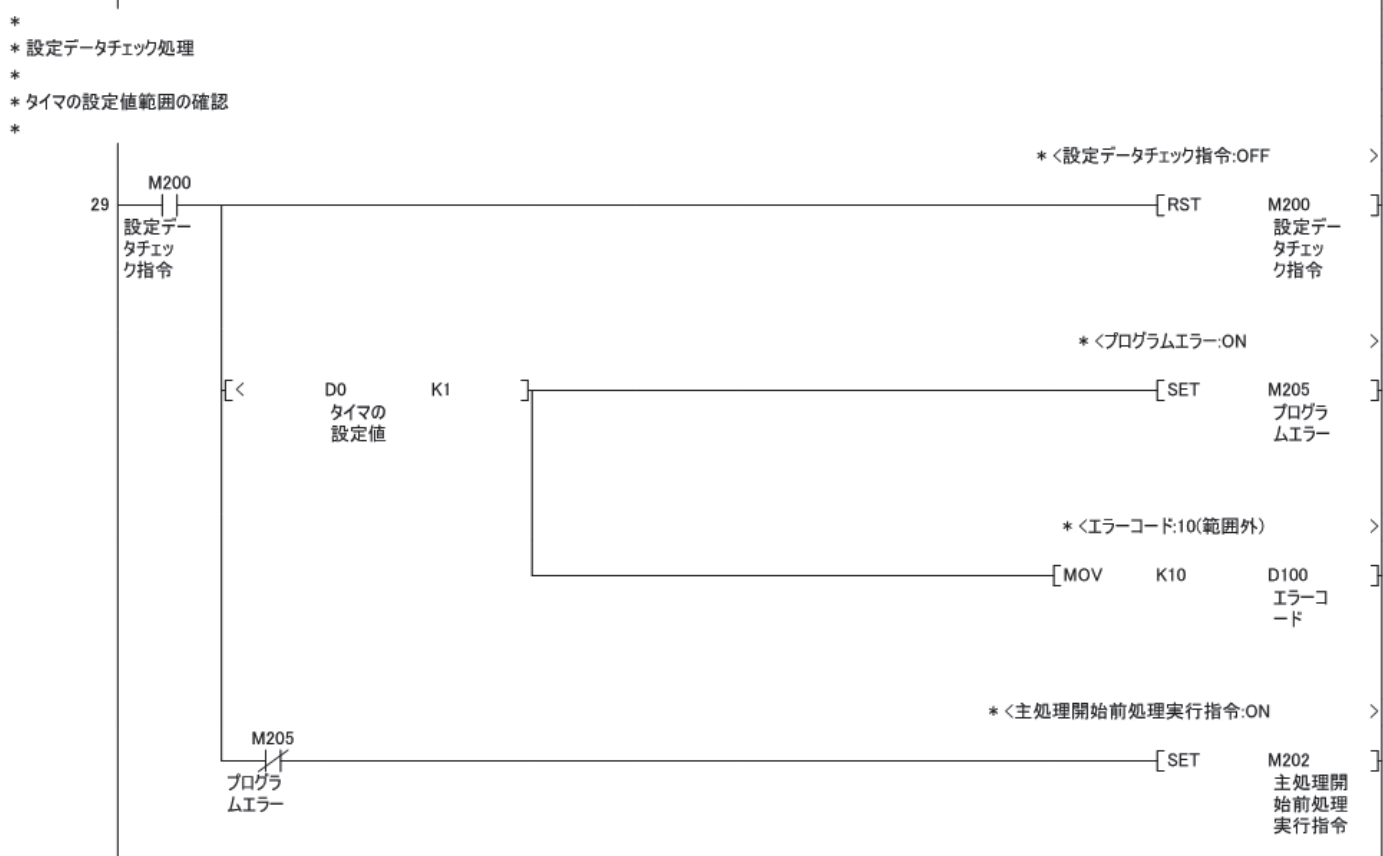 *
* 設定データチェック処理
*
* タイマの設定値範囲の確認
*
* <設定データチェック指令:OFF >
M200
29
[RST M200 ]
設定デー
タチェッ
ク指令
設定デー
タチェッ
ク指令
* <プログラムエラー:ON >
[< D0 K1 ]
タイマの
設定値
[SET M205 ]
プログラ
ムエラー
* <エラーコード:10(範囲外) >
[MOV K10 D100 ]
エラーコ
ード
* <主処理開始前処理実行指令:ON >
M205
プログラ
ムエラー
[SET M202 ]
主処理開
始前処理
実行指令